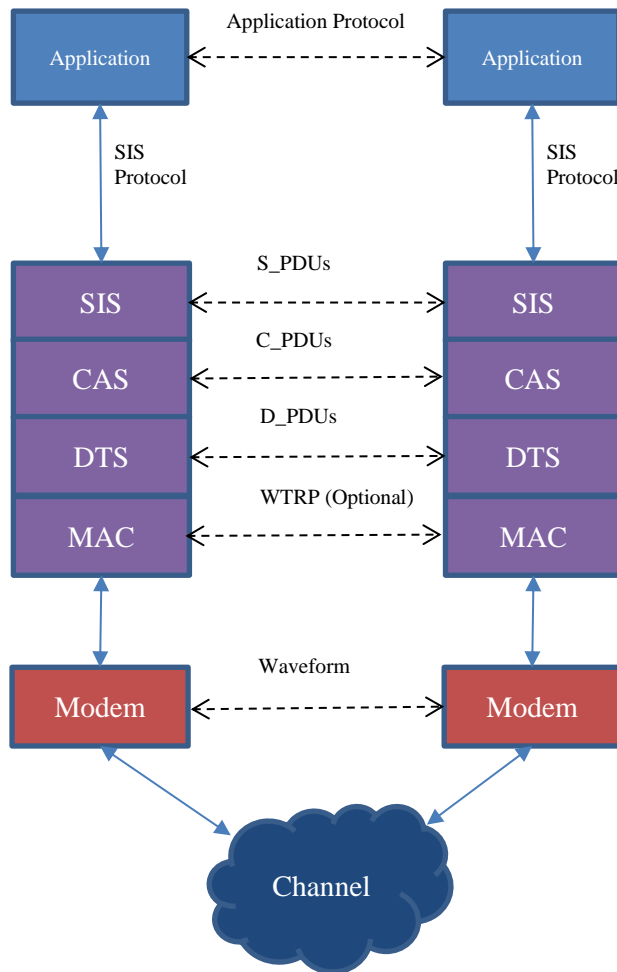 Application Protocol
Application
Application
SIS
Protocol
SIS
Protocol
S_PDUs
SIS
SIS
C_PDUs
CAS
CAS
D_PDUs
DTS
DTS
WTRP (Optional)
MAC
MAC
Waveform
Modem
Modem
Channel